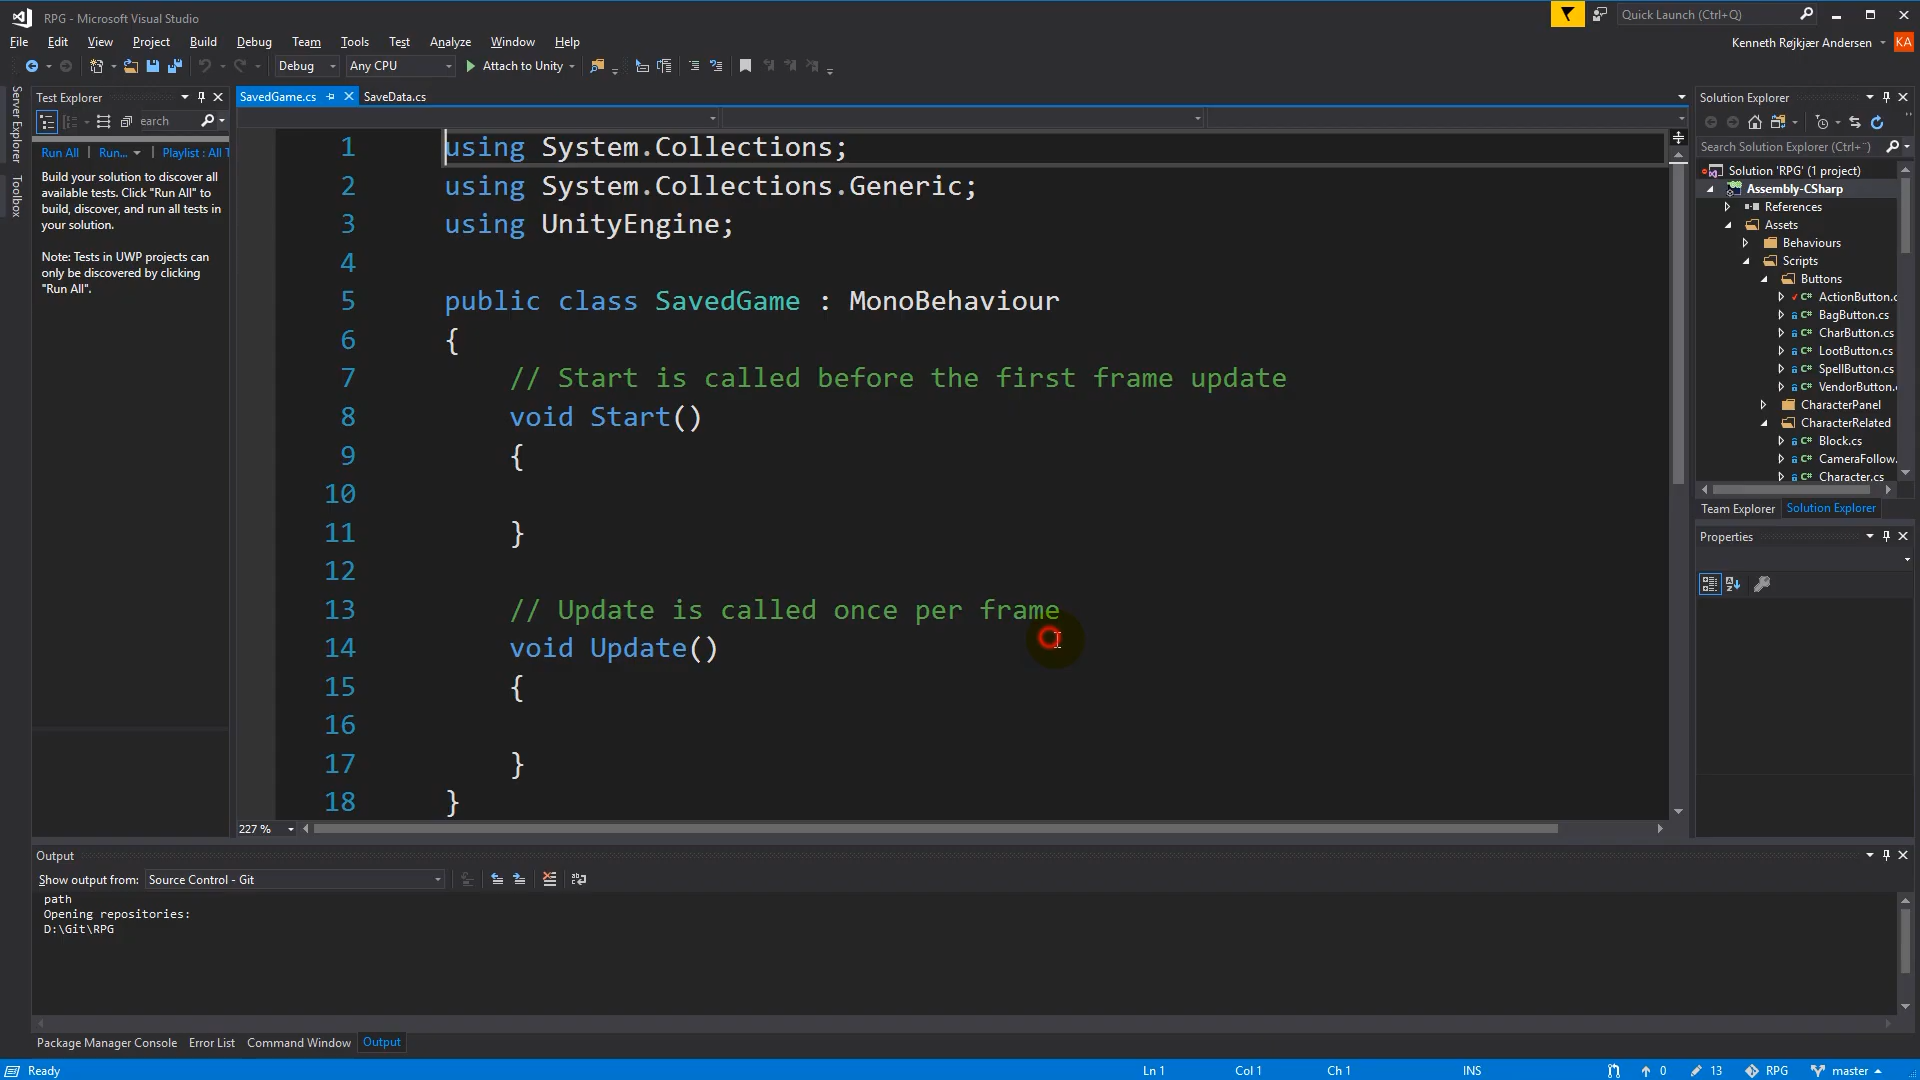 RPG - Microsoft Visual Studio
Quick Launch (Ctrl+Q)
File Edit View Project Build Debug Team Tools Test Analyze Window Help
Kenneth Røjkjær Andersen KA
Debug Any CPU Attach to Unity
Server Explorer
Toolbox
Test Explorer
earch
Run All Run... Playlist : All T
Build your solution to discover all
available tests. Click "Run All" to
build, discover, and run all tests in
your solution.
Note: Tests in UWP projects can
only be discovered by clicking
"Run All".
SavedGame.cs SaveData.cs
1 using System.Collections;
2 using System.Collections.Generic;
3 using UnityEngine;
4
5 public class SavedGame : MonoBehaviour
6 {
7 // Start is called before the first frame update
8 void Start()
9 {
10
11 }
12
13 // Update is called once per frame
14 void Update()
15 {
16
17 }
18 }
227 %
Solution Explorer
Search Solution Explorer (Ctrl+¨)
Solution 'RPG' (1 project)
Assembly-CSharp
References
Assets
Behaviours
Scripts
Buttons
C# ActionButton.c
C# BagButton.cs
C# CharButton.cs
C# LootButton.cs
C# SpellButton.cs
C# VendorButton.
CharacterPanel
CharacterRelated
C# Block.cs
C# CameraFollow.
C# Character.cs
Team Explorer Solution Explorer
Properties
Output
Show output from: Source Control - Git
path
Opening repositories:
D:\Git\RPG
Package Manager Console Error List Command Window Output
Ready Ln 1 Col 1 Ch 1 INS 0 13 RPG master